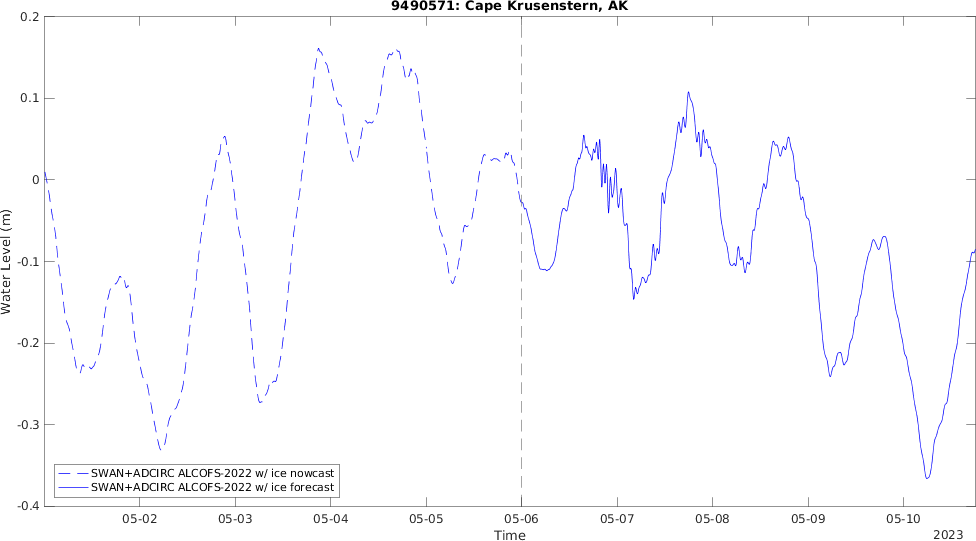 9490571: Cape Krusenstern, AK
0.2
0.1
0
-0.1
-0.2
-0.3
-0.4
Water Level (m)
SWAN+ADCIRC ALCOFS-2022 w/ ice nowcast
SWAN+ADCIRC ALCOFS-2022 w/ ice forecast
05-02 05-03 05-04 05-05 05-06 05-07 05-08 05-09 05-10
Time
2023